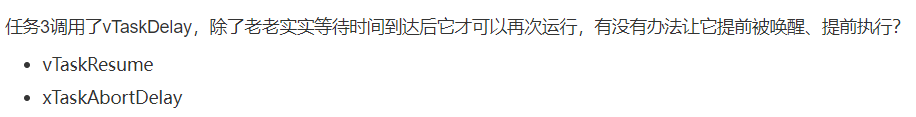 任务3调用了vTaskDelay，除了老老实实等待时间到达后它才可以再次运行，有没有办法让它提前被唤醒、提前执行？
• vTaskResume
• xTaskAbortDelay